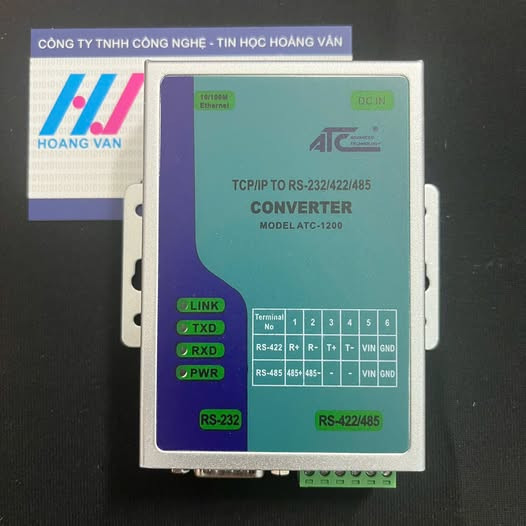 CÔNG TY TNHH CÔNG NGHỆ - TIN HỌC HOÀNG VÂN
HOANG VAN
10/100M
Ethernet
DC IN
ATC ®
ADVANCED
TECHNOLOGY
TCP/IP TO RS-232/422/485
CONVERTER
MODEL ATC-1200
LINK
TXD
RXD
PWR
Terminal No 1 2 3 4 5 6
RS-422 R+ R- T+ T- VIN GND
RS-485 485+ 485- - - VIN GND
RS-232
RS-422/485